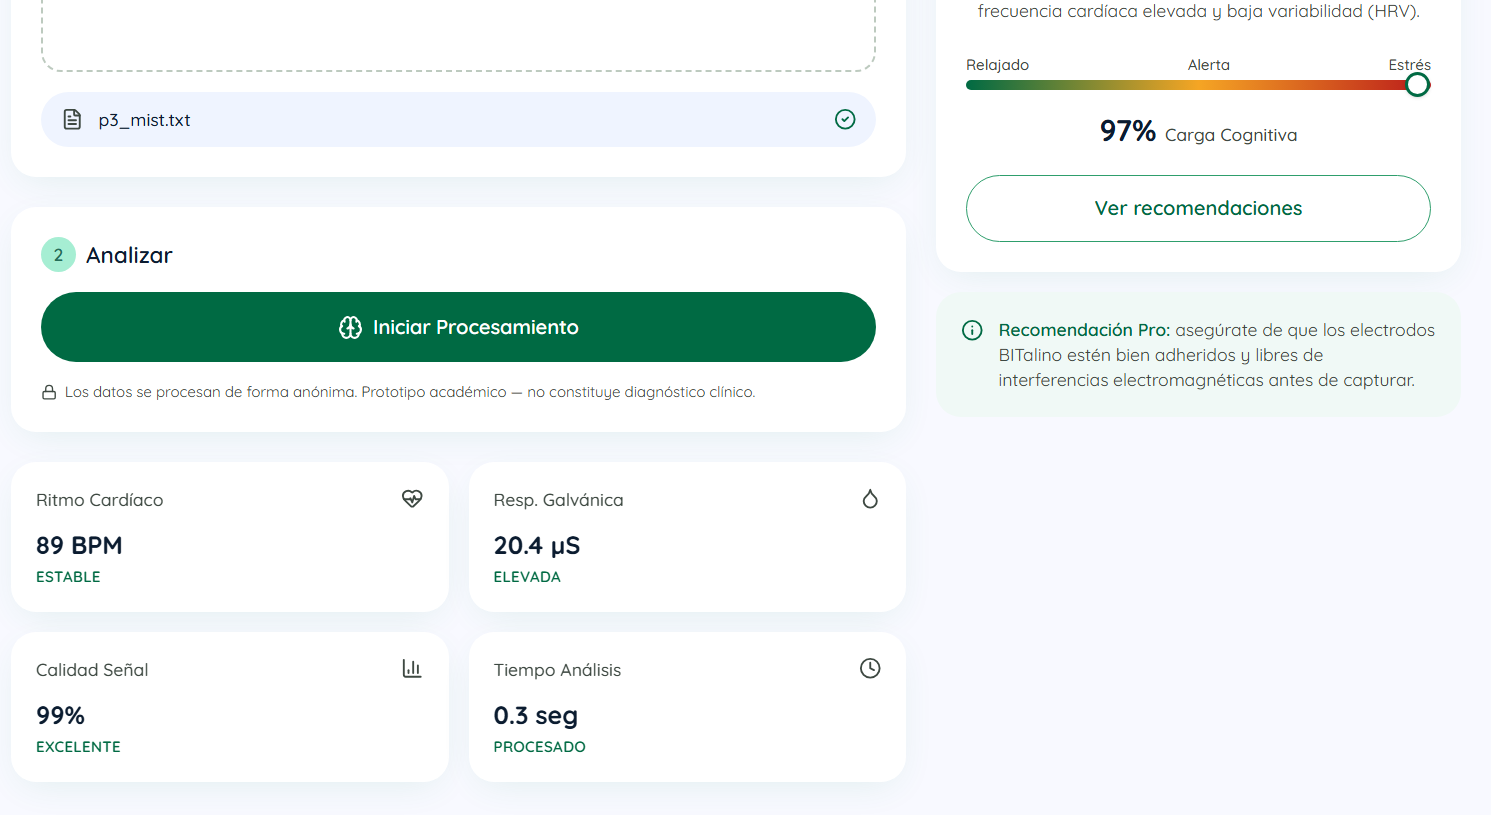 p3_mist.txt
2 Analizar
Iniciar Procesamiento
Los datos se procesan de forma anónima. Prototipo académico — no constituye diagnóstico clínico.
Ritmo Cardíaco
89 BPM
ESTABLE
Resp. Galvánica
20.4 µS
ELEVADA
Calidad Señal
99%
EXCELENTE
Tiempo Análisis
0.3 seg
PROCESADO
frecuencia cardíaca elevada y baja variabilidad (HRV).
Relajado Alerta Estrés
97% Carga Cognitiva
Ver recomendaciones
Recomendación Pro: asegúrate de que los electrodos
BITalino estén bien adheridos y libres de
interferencias electromagnéticas antes de capturar.